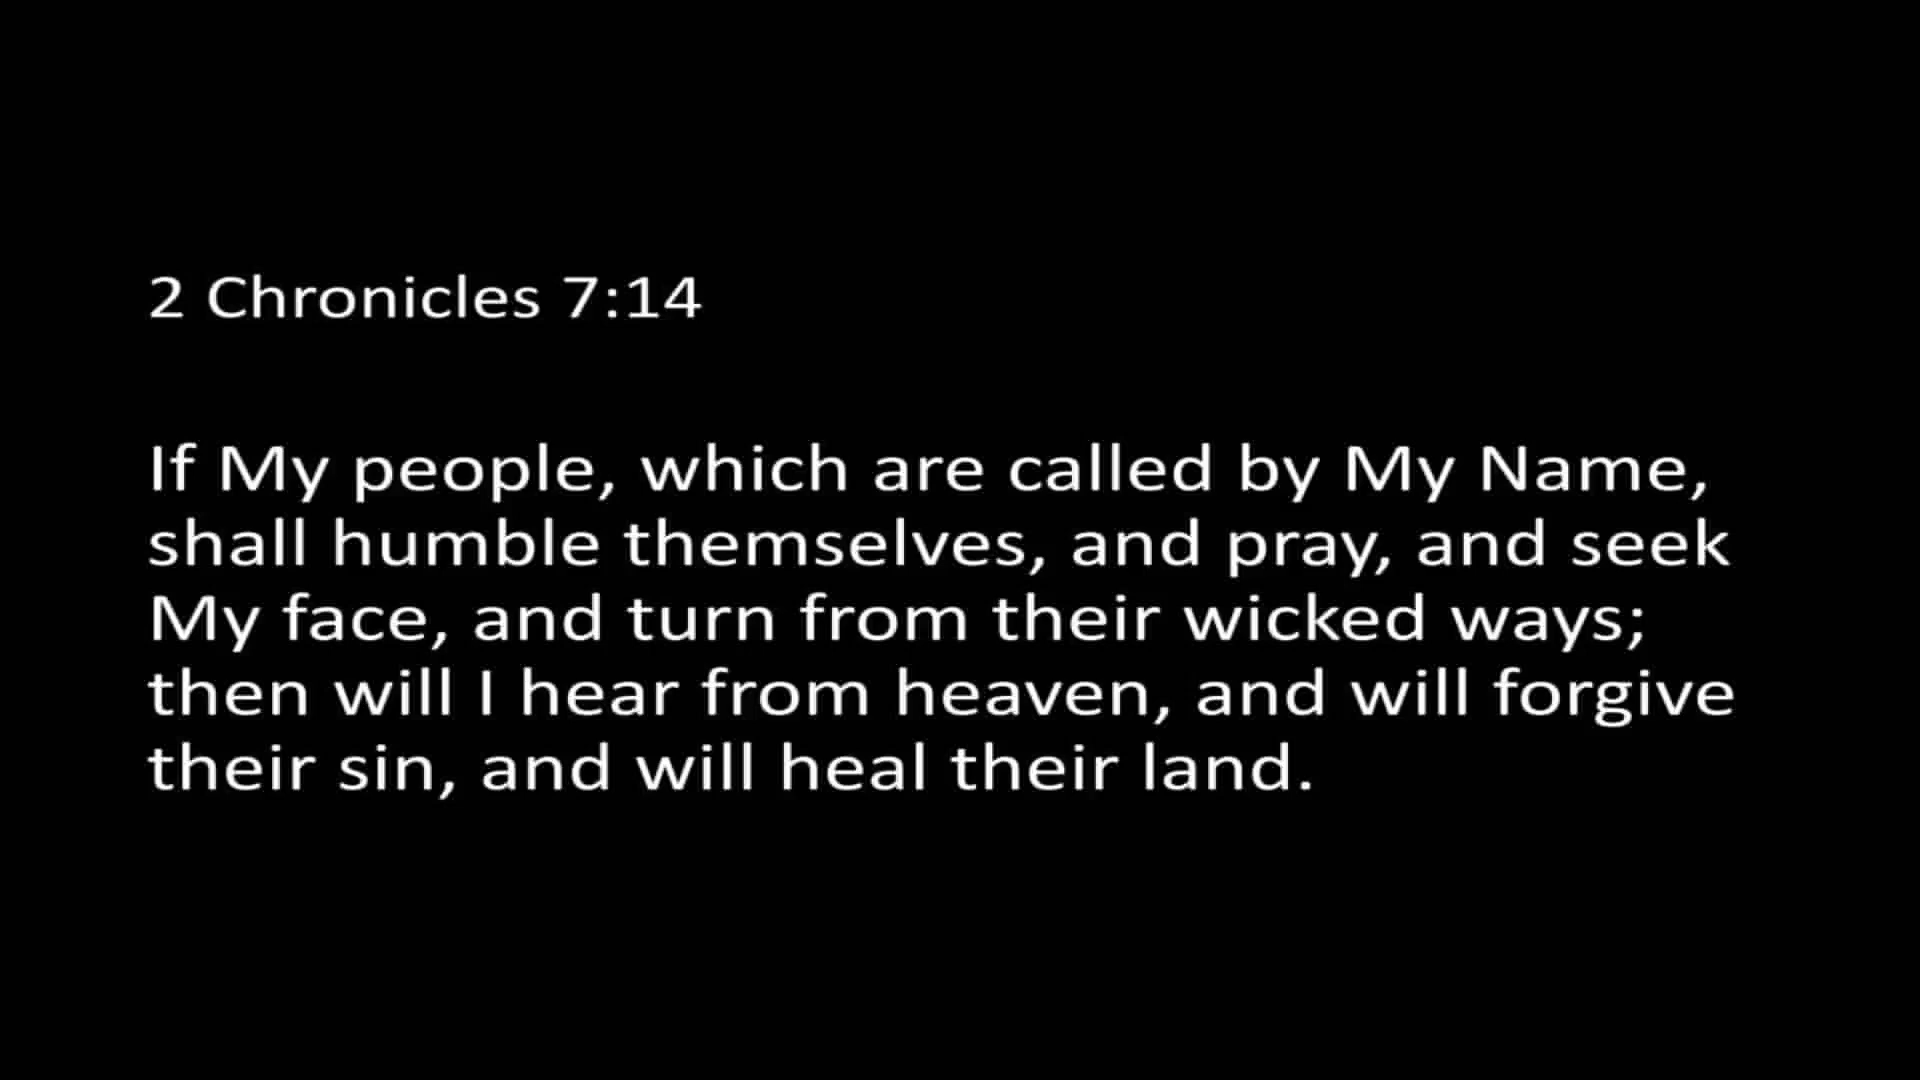 2 Chronicles 7:14
If My people, which are called by My Name,
shall humble themselves, and pray, and seek
My face, and turn from their wicked ways;
then will I hear from heaven, and will forgive
their sin, and will heal their land.